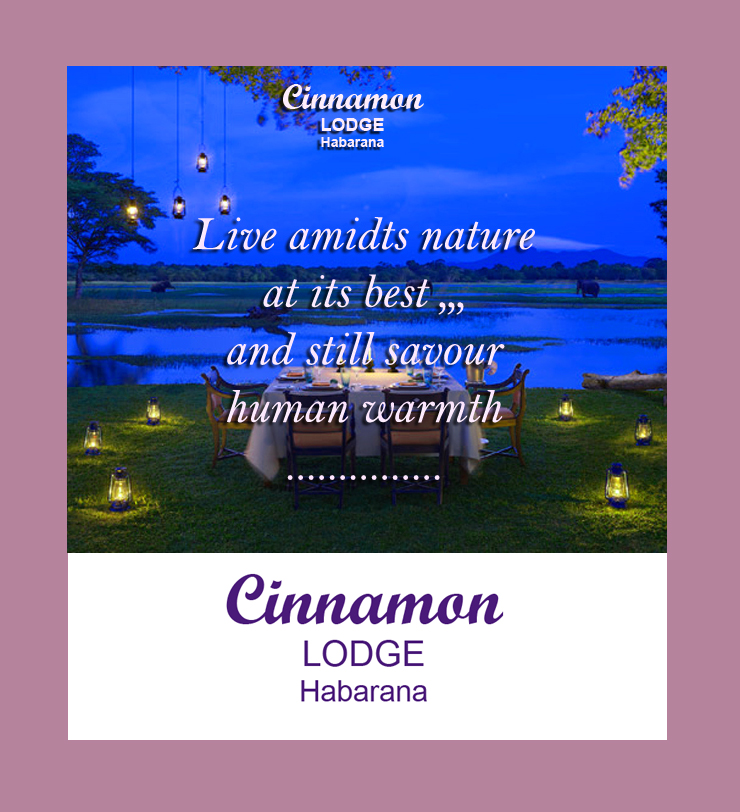 Cinnamon
LODGE
Habarana
Live amidts nature
at its best ,,,
and still savour
human warmth
...............
Cinnamon
LODGE
Habarana